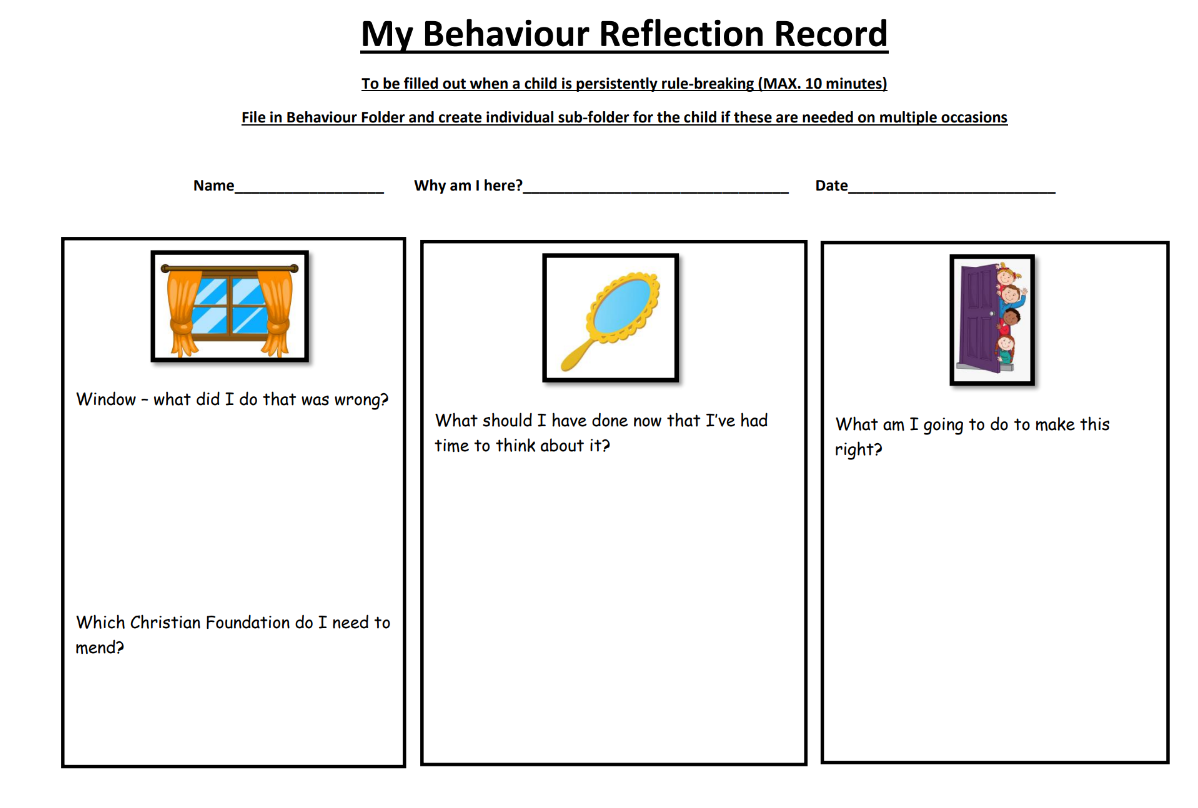 My Behaviour Reflection Record
To be filled out when a child is persistently rule-breaking (MAX. 10 minutes)
File in Behaviour Folder and create individual sub-folder for the child if these are needed on multiple occasions
Name__________________ Why am I here?________________________________ Date_________________________
Window – what did I do that was wrong?
Which Christian Foundation do I need to
mend?
What should I have done now that I've had
time to think about it?
What am I going to do to make this
right?